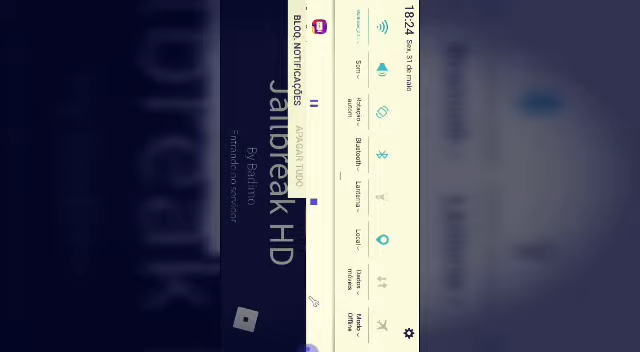 18:24 Sex, 31 de maio
Som
Rotação
autom.
Bluetooth
Lanterna
Local
Dados
móveis
Modo
Offline
BLOQ. NOTIFICAÇÕES
APAGAR TUDO
Jailbreak HD
By Badimo
Entrando no servidor